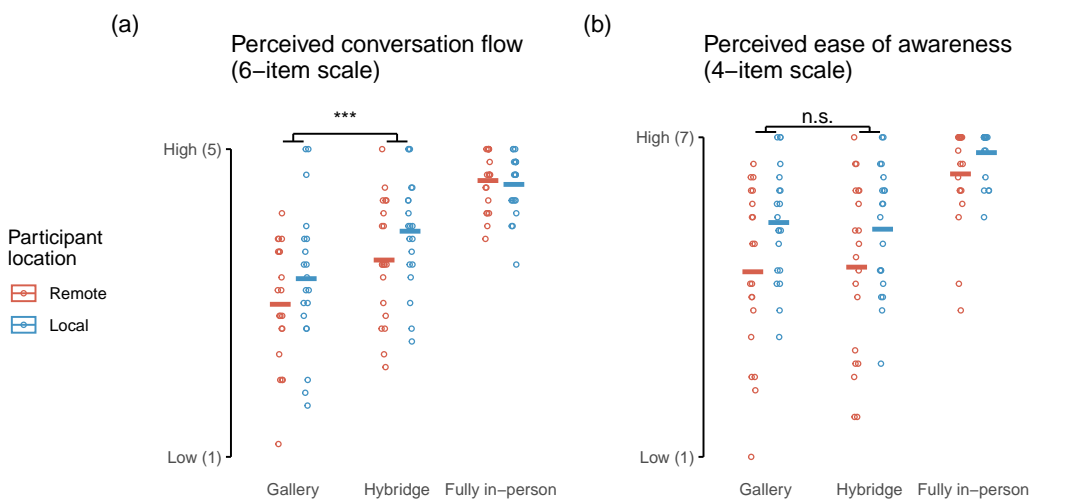 (a)
Perceived conversation flow
(6−item scale)
***
High (5)
Low (1)
Gallery
Hybridge
Fully in−person
Participant
location
Remote
Local
(b)
Perceived ease of awareness
(4−item scale)
n.s.
High (7)
Low (1)
Gallery
Hybridge
Fully in−person